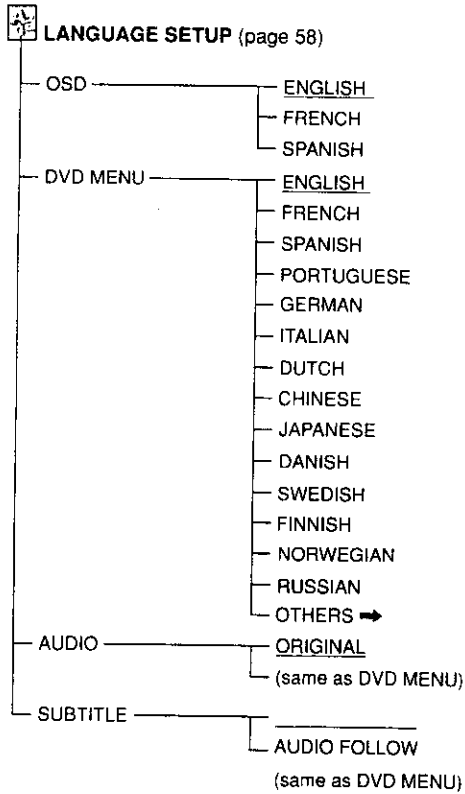 LANGUAGE SETUP (page 58)
OSD
ENGLISH
FRENCH
SPANISH
DVD MENU
ENGLISH
FRENCH
SPANISH
PORTUGUESE
GERMAN
ITALIAN
DUTCH
CHINESE
JAPANESE
DANISH
SWEDISH
FINNISH
NORWEGIAN
RUSSIAN
OTHERS ➡
AUDIO
ORIGINAL
(same as DVD MENU)
SUBTITLE
AUDIO FOLLOW
(same as DVD MENU)